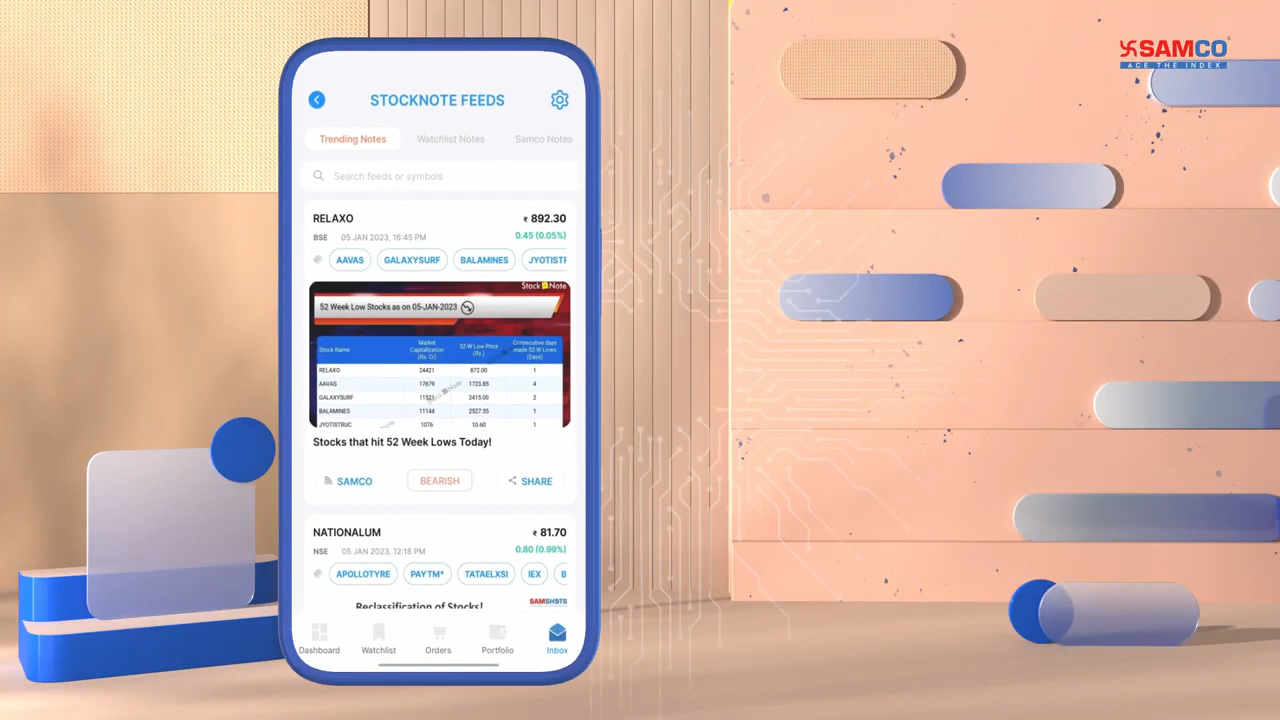 SAMCO
ACE THE INDEX
STOCKNOTE FEEDS
Trending Notes Watchlist Notes Samco Notes
Search feeds or symbols
RELAXO ₹ 892.30
BSE 05 JAN 2023, 16:45 PM 0.45 (0.05%)
AAVAS GALAXYSURF BALAMINES JYOTISTR
StockNote
52 Week Low Stocks as on 05-JAN-2023
Stock Name Market Capitalization (Rs. Cr) 52-W Low Price (Rs.) Consecutive days made 52-W Lows (Days)
RELAXO 24421 872.00 1
AAVAS 17679 1723.85 4
GALAXYSURF 11521 2415.00 2
BALAMINES 11144 2527.55 1
JYOTISTRUC 1076 10.60 1
Stocks that hit 52 Week Lows Today!
SAMCO BEARISH SHARE
NATIONALUM ₹ 81.70
NSE 05 JAN 2023, 12:18 PM 0.80 (0.99%)
APOLLOTYRE PAYTM* TATAELXSI IEX B
Reclassification of Stocks! SAMSHOTS
Dashboard Watchlist Orders Portfolio Inbox